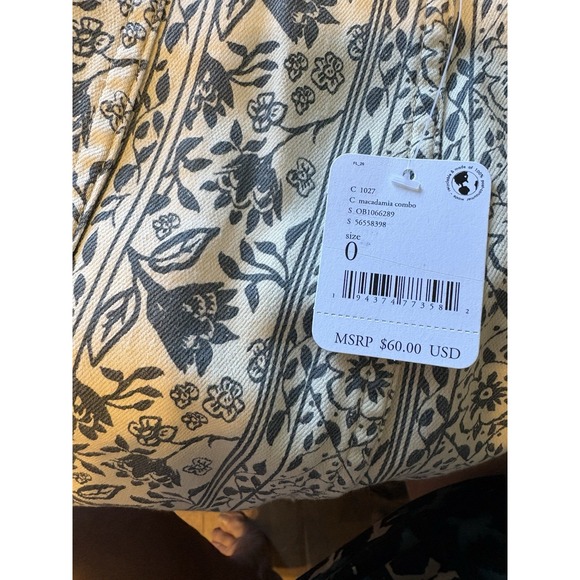 C 1027
C macadamia combo
S OB1066289
S 56558398
size
0
1 94374 77358 2
MSRP $60.00 USD